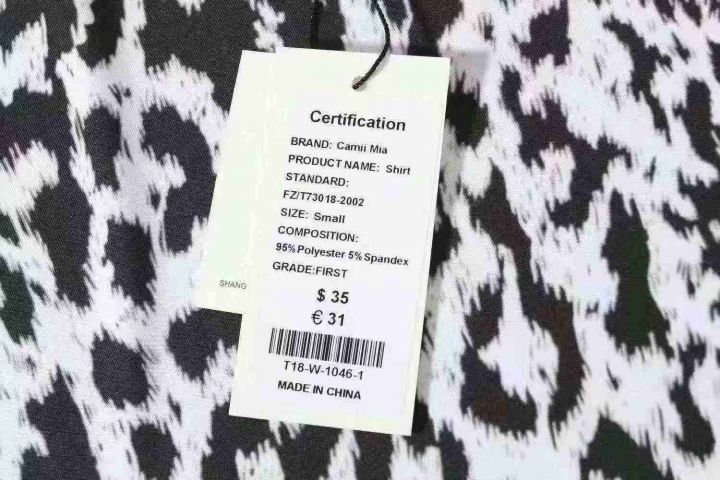 Certification
BRAND: Camii Mia
PRODUCT NAME: Shirt
STANDARD:
FZ/T73018-2002
SIZE: Small
COMPOSITION:
95%Polyester 5%Spandex
GRADE:FIRST
$ 35
€ 31
T18-W-1046-1
MADE IN CHINA
SHANG